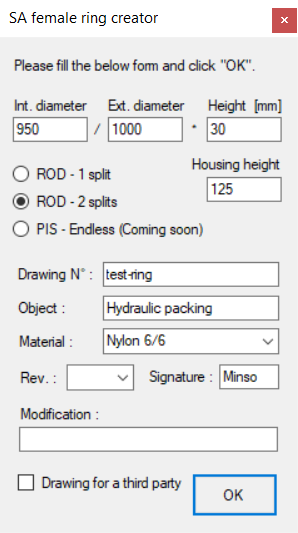 SA female ring creator
Please fill the below form and click "OK".
Int. diameter Ext. diameter Height [mm]
950 / 1000 * 30
ROD - 1 split
Housing height
ROD - 2 splits
125
PIS - Endless (Coming soon)
Drawing N° : test-ring
Object : Hydraulic packing
Material : Nylon 6/6
Rev. : Signature : Minso
Modification :
Drawing for a third party
OK